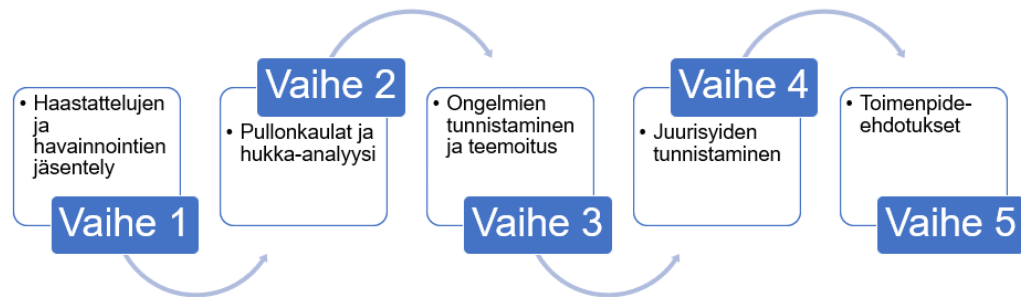 • Haastattelujen
ja
havainnointien
jäsentely
Vaihe 1
Vaihe 2
• Pullonkaulat ja
hukka-analyysi
• Ongelmien
tunnistaminen
ja teemoitus
Vaihe 3
Vaihe 4
• Juurisyiden
tunnistaminen
• Toimenpide-
ehdotukset
Vaihe 5